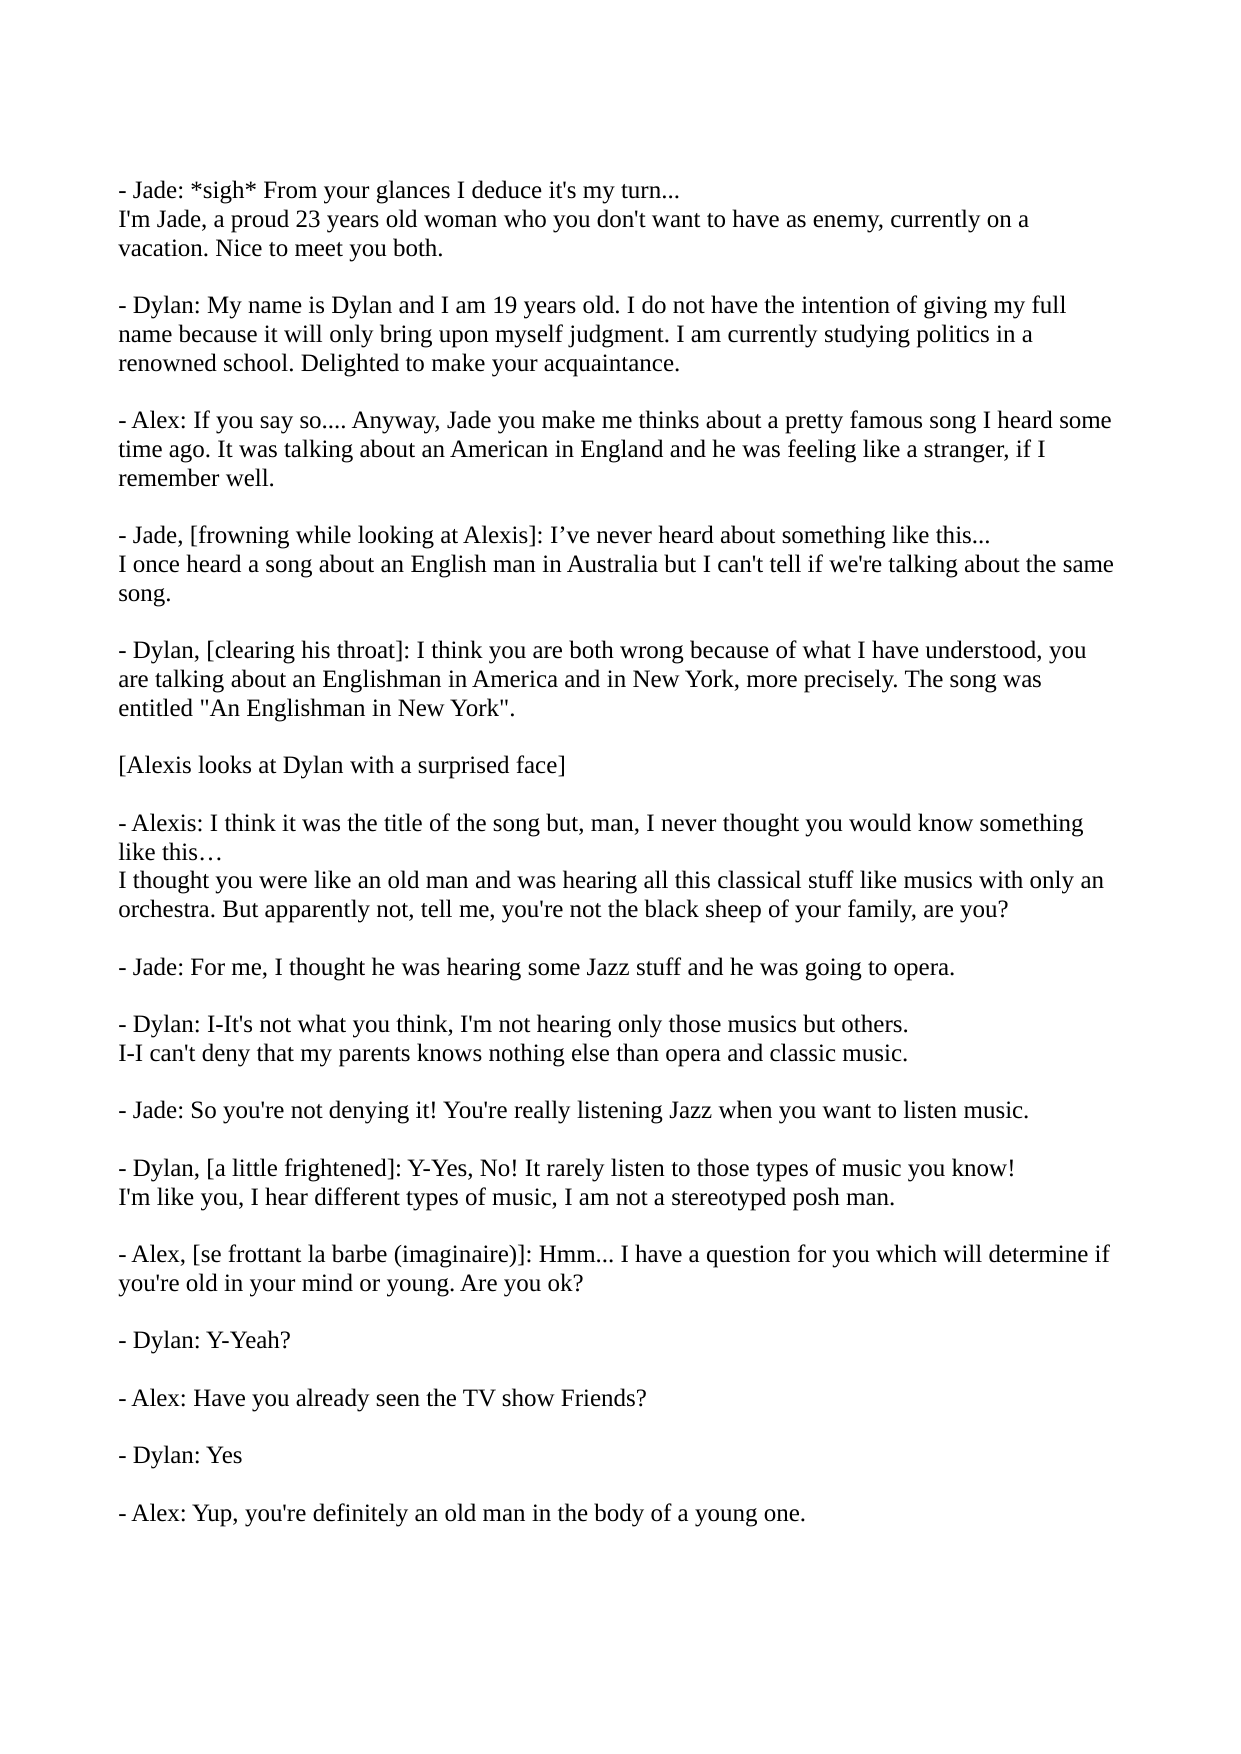 - Jade: *sigh* From your glances I deduce it's my turn...
I'm Jade, a proud 23 years old woman who you don't want to have as enemy, currently on a
vacation. Nice to meet you both.
- Dylan: My name is Dylan and I am 19 years old. I do not have the intention of giving my full
name because it will only bring upon myself judgment. I am currently studying politics in a
renowned school. Delighted to make your acquaintance.
- Alex: If you say so.... Anyway, Jade you make me thinks about a pretty famous song I heard some
time ago. It was talking about an American in England and he was feeling like a stranger, if I
remember well.
- Jade, [frowning while looking at Alexis]: I’ve never heard about something like this...
I once heard a song about an English man in Australia but I can't tell if we're talking about the same
song.
- Dylan, [clearing his throat]: I think you are both wrong because of what I have understood, you
are talking about an Englishman in America and in New York, more precisely. The song was
entitled "An Englishman in New York".
[Alexis looks at Dylan with a surprised face]
- Alexis: I think it was the title of the song but, man, I never thought you would know something
like this…
I thought you were like an old man and was hearing all this classical stuff like musics with only an
orchestra. But apparently not, tell me, you're not the black sheep of your family, are you?
- Jade: For me, I thought he was hearing some Jazz stuff and he was going to opera.
- Dylan: I-It's not what you think, I'm not hearing only those musics but others.
I-I can't deny that my parents knows nothing else than opera and classic music.
- Jade: So you're not denying it! You're really listening Jazz when you want to listen music.
- Dylan, [a little frightened]: Y-Yes, No! It rarely listen to those types of music you know!
I'm like you, I hear different types of music, I am not a stereotyped posh man.
- Alex, [se frottant la barbe (imaginaire)]: Hmm... I have a question for you which will determine if
you're old in your mind or young. Are you ok?
- Dylan: Y-Yeah?
- Alex: Have you already seen the TV show Friends?
- Dylan: Yes
- Alex: Yup, you're definitely an old man in the body of a young one.